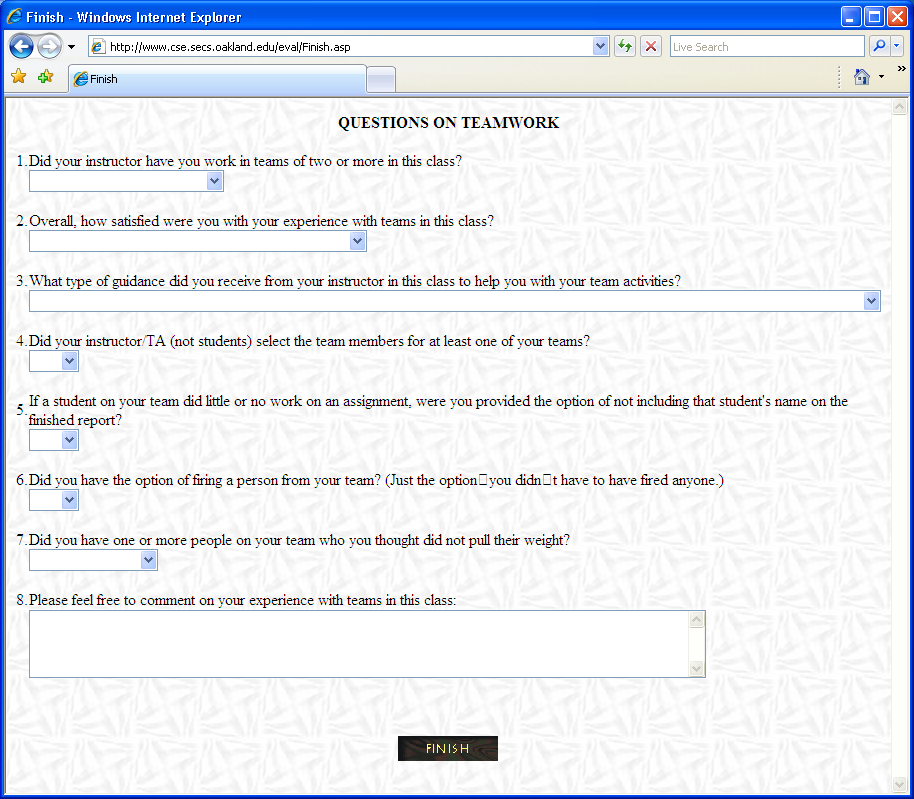 Finish - Windows Internet Explorer
http://www.cse.secs.oakland.edu/eval/Finish.asp
Live Search
Finish
QUESTIONS ON TEAMWORK
1. Did your instructor have you work in teams of two or more in this class?
2. Overall, how satisfied were you with your experience with teams in this class?
3. What type of guidance did you receive from your instructor in this class to help you with your team activities?
4. Did your instructor/TA (not students) select the team members for at least one of your teams?
5. If a student on your team did little or no work on an assignment, were you provided the option of not including that student's name on the
finished report?
6. Did you have the option of firing a person from your team? (Just the option□you didn□t have to have fired anyone.)
7. Did you have one or more people on your team who you thought did not pull their weight?
8. Please feel free to comment on your experience with teams in this class:
FINISH